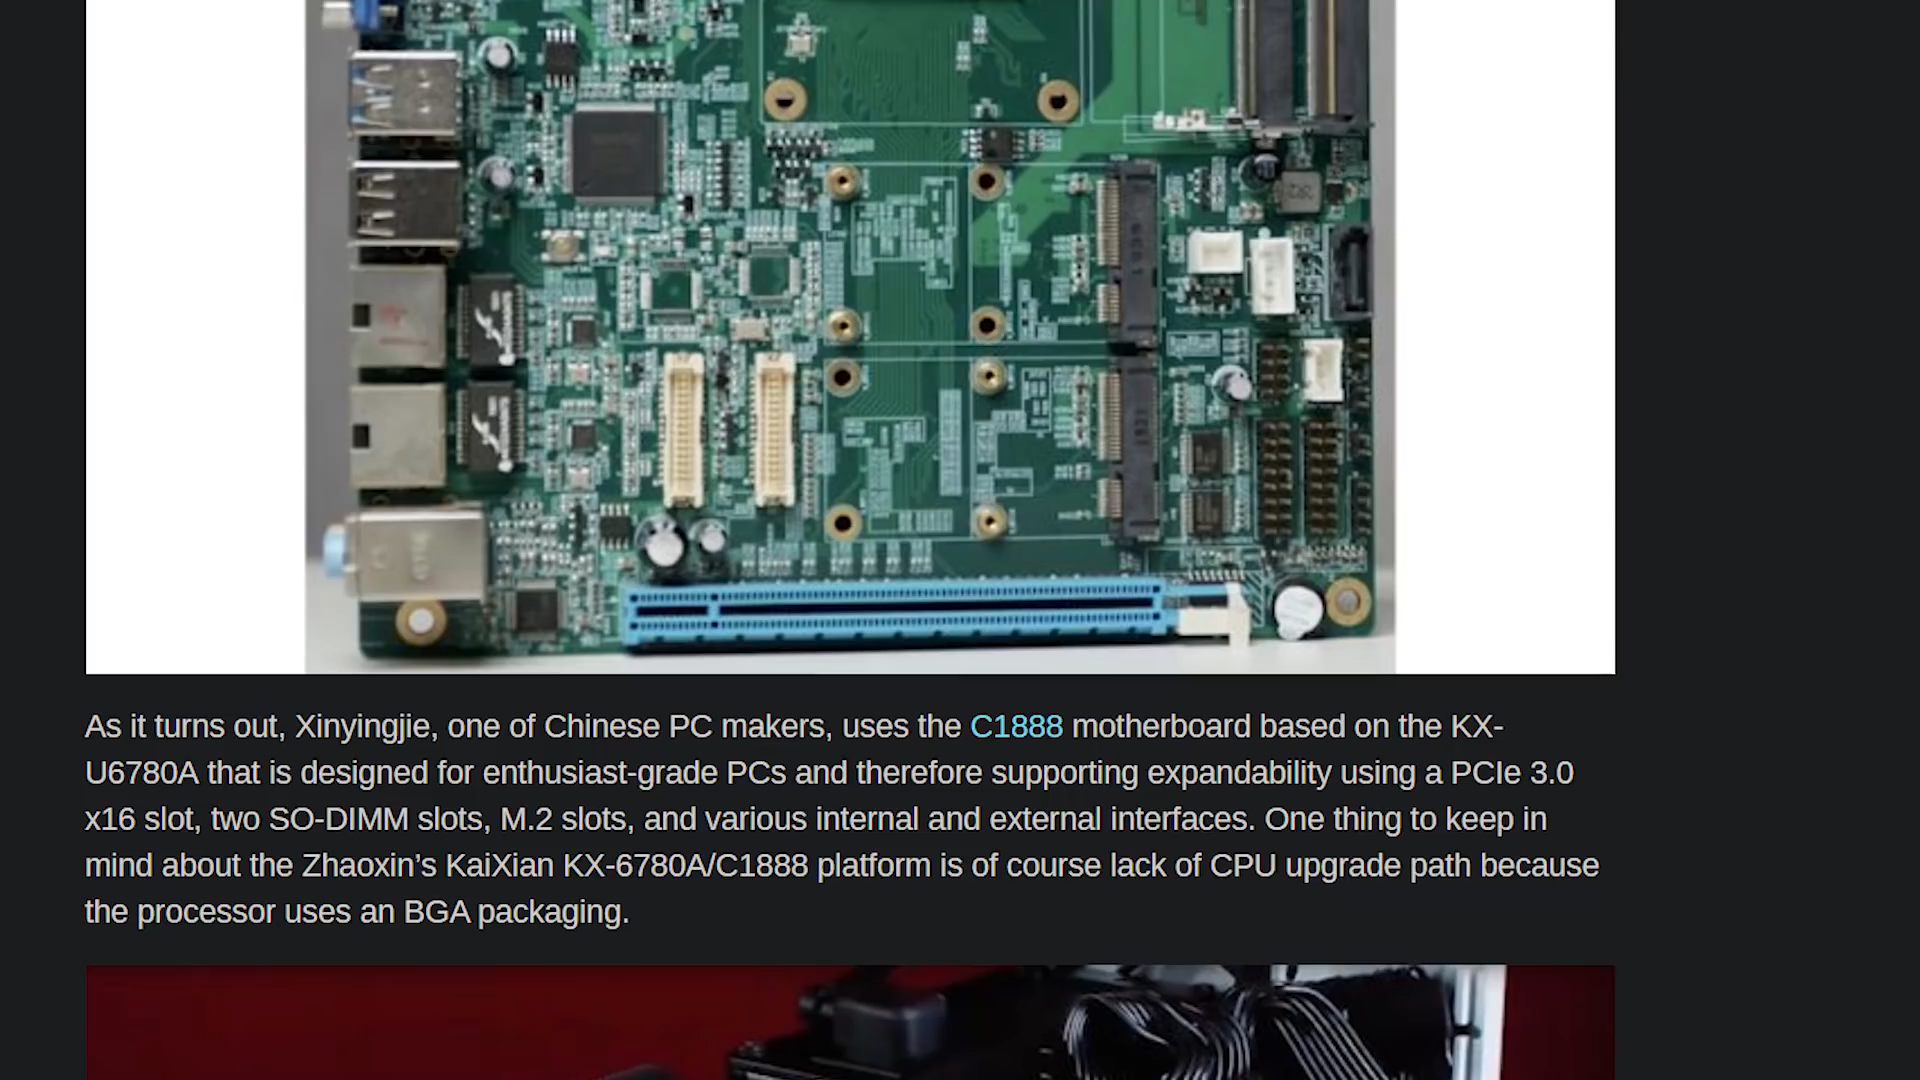 As it turns out, Xinyingjie, one of Chinese PC makers, uses the C1888 motherboard based on the KX-
U6780A that is designed for enthusiast-grade PCs and therefore supporting expandability using a PCIe 3.0
x16 slot, two SO-DIMM slots, M.2 slots, and various internal and external interfaces. One thing to keep in
mind about the Zhaoxin’s KaiXian KX-6780A/C1888 platform is of course lack of CPU upgrade path because
the processor uses an BGA packaging.